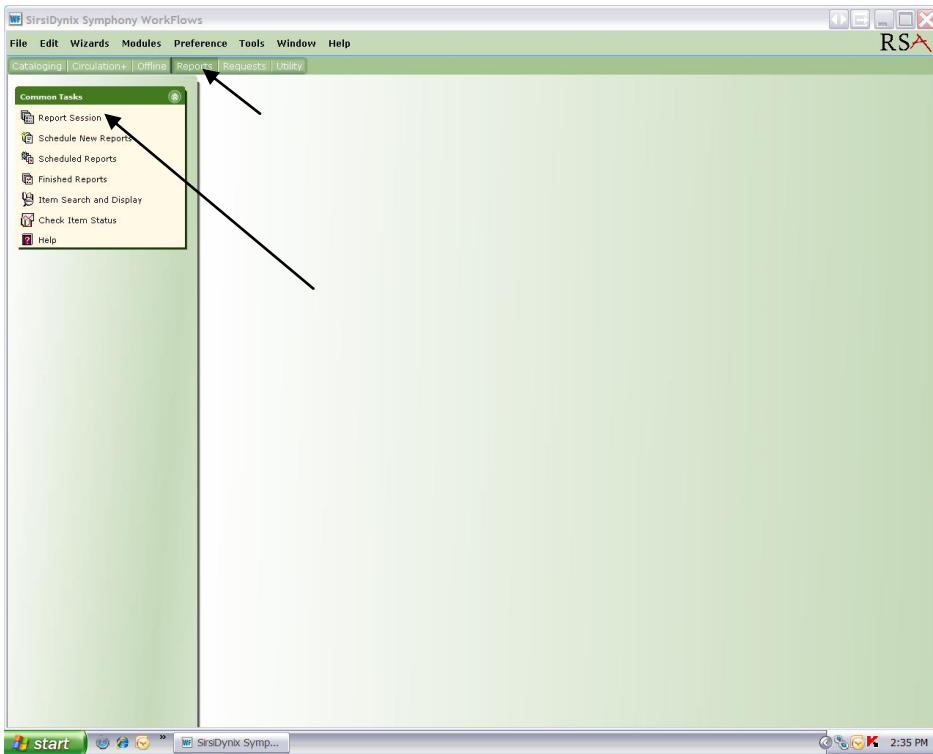 WF SirsiDynix Symphony WorkFlows
File Edit Wizards Modules Preference Tools Window Help
RSA
Cataloging Circulation+ Offline Reports Requests Utility
Common Tasks
Report Session
Schedule New Reports
Scheduled Reports
Finished Reports
Item Search and Display
Check Item Status
? Help
start » WF SirsiDynix Symp... K 2:35 PM